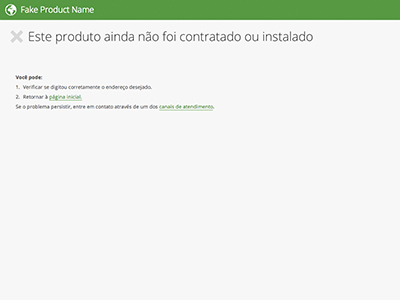 Fake Product Name
Este produto ainda não foi contratado ou instalado
Você pode:
1. Verificar se digitou corretamente o endereço desejado.
2. Retornar à página inicial.
Se o problema persistir, entre em contato através de um dos canais de atendimento.